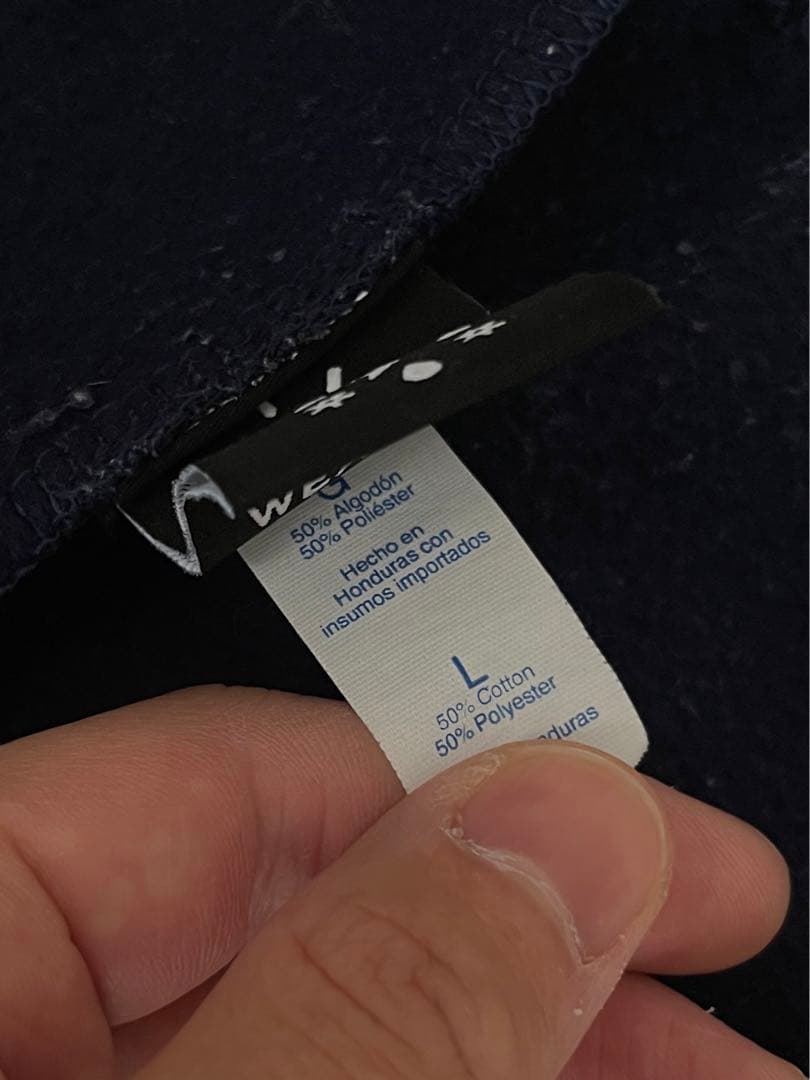 G
50% Algodón
50% Poliéster
Hecho en
Honduras con
insumos importados
L
50% Cotton
50% Polyester